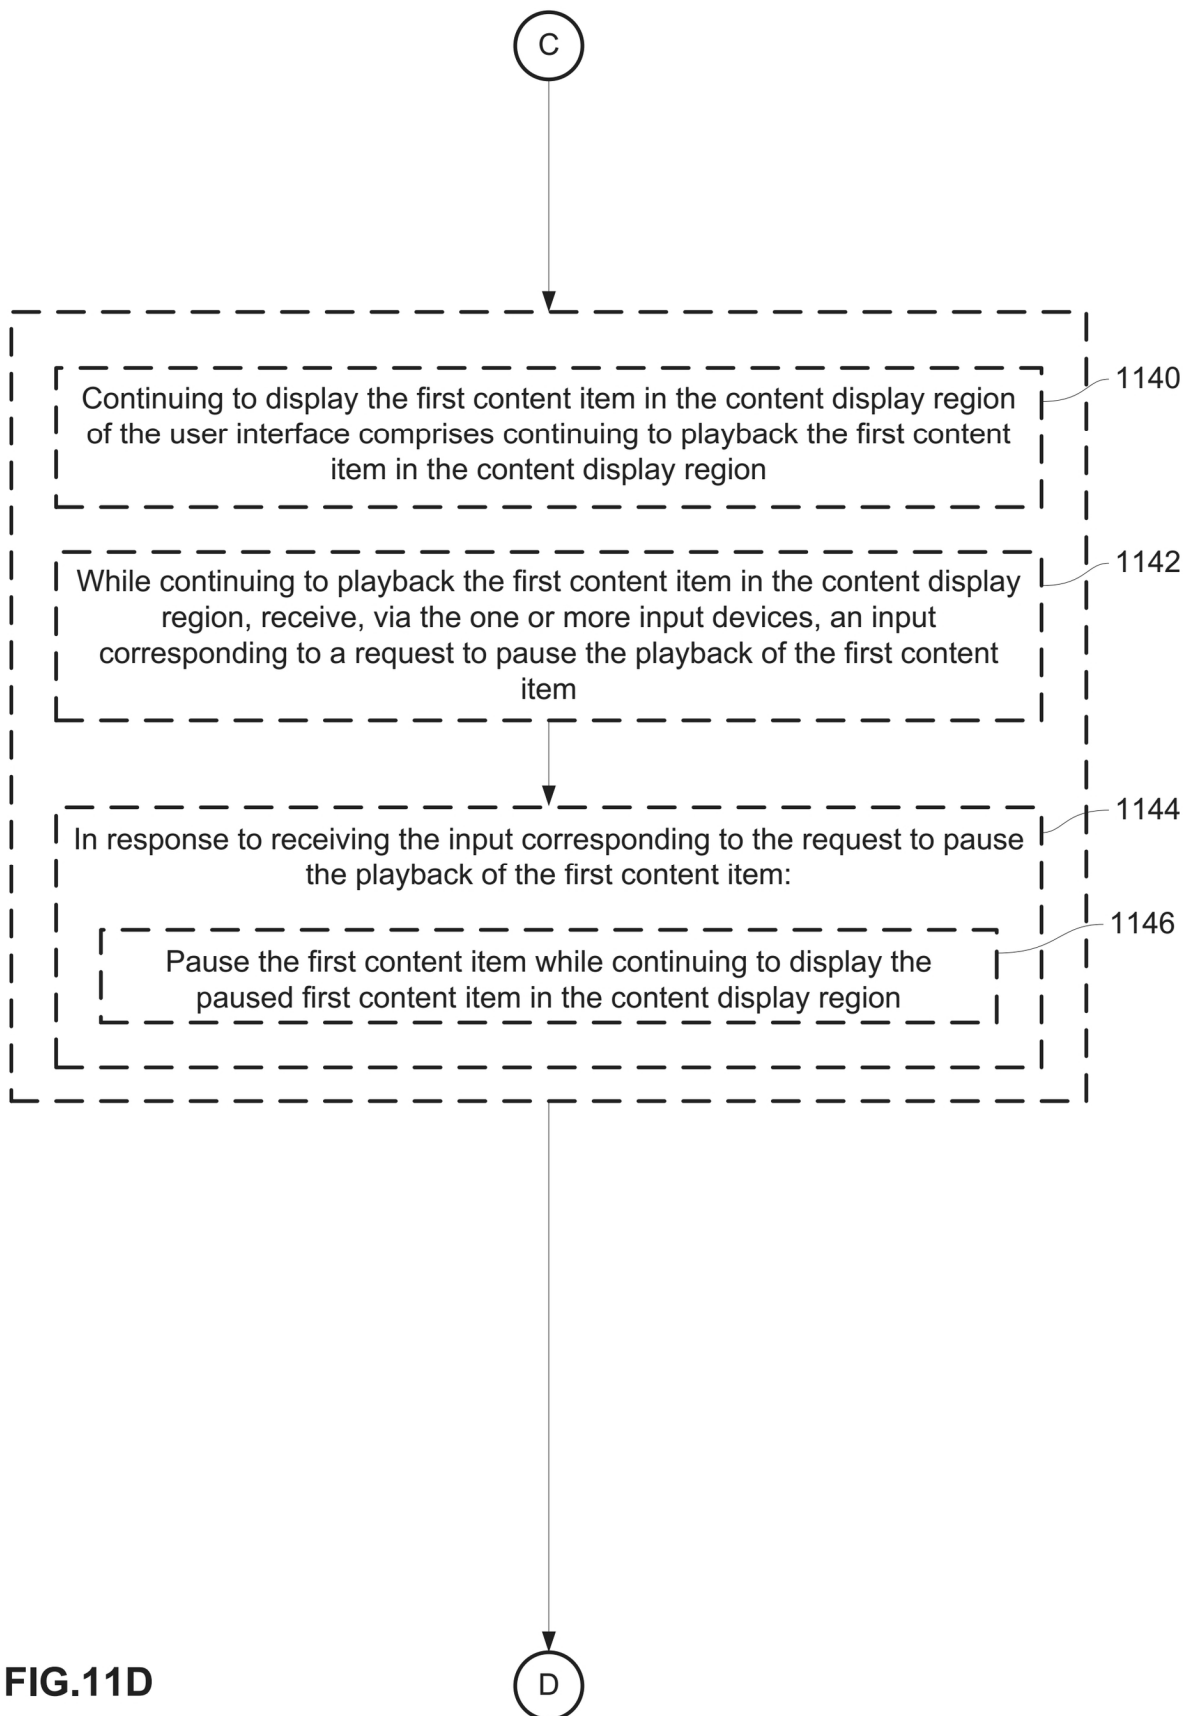 C
1140
Continuing to display the first content item in the content display region
of the user interface comprises continuing to playback the first content
item in the content display region
1142
While continuing to playback the first content item in the content display
region, receive, via the one or more input devices, an input
corresponding to a request to pause the playback of the first content
item
1144
In response to receiving the input corresponding to the request to pause
the playback of the first content item:
1146
Pause the first content item while continuing to display the
paused first content item in the content display region
FIG.11D
D